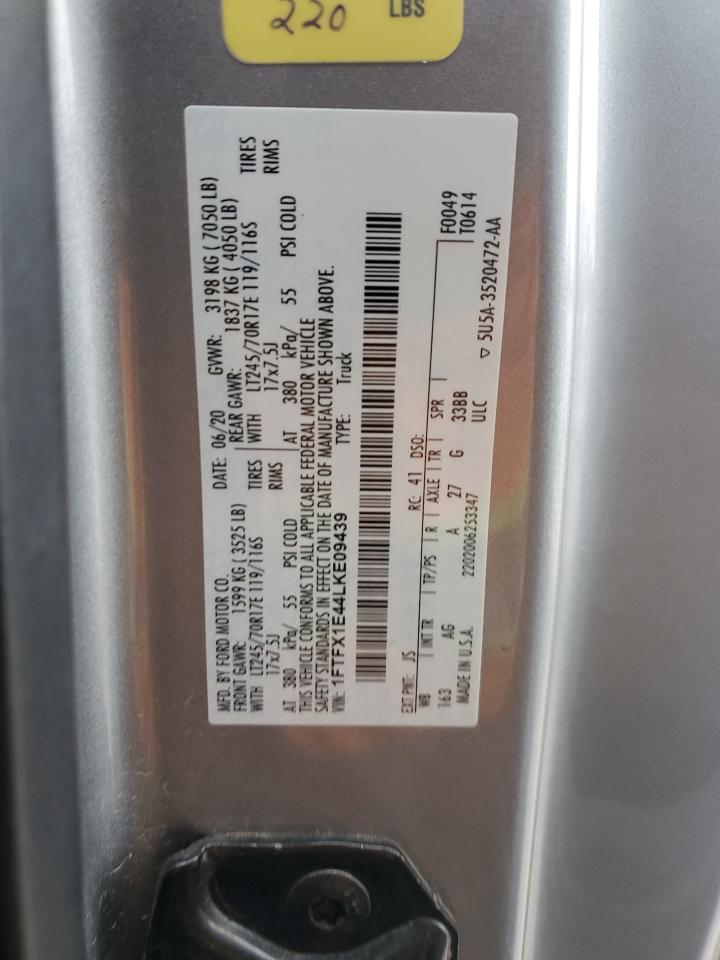 220 LBS
MFD. BY FORD MOTOR CO. DATE: 06/20 GVWR: 3198 KG ( 7050 LB)
FRONT GAWR: 1599 KG ( 3525 LB) REAR GAWR: 1837 KG ( 4050 LB)
WITH LT245/70R17E 119/116S TIRES WITH LT245/70R17E 119/116S TIRES
17x7.5J RIMS 17x7.5J RIMS
AT 380 kPa/ 55 PSI COLD AT 380 kPa/ 55 PSI COLD
THIS VEHICLE CONFORMS TO ALL APPLICABLE FEDERAL MOTOR VEHICLE
SAFETY STANDARDS IN EFFECT ON THE DATE OF MANUFACTURE SHOWN ABOVE.
VIN: 1FTFX1E44LKE09439 TYPE: Truck
EXT PNT: JS RC: 41 DSO: F0049
WB INT TR TP/PS R AXLE TR SPR T0614
163 AG A 27 G 33BB
MADE IN U.S.A. 2202006253347 ULC ▽ 5U5A-3520472-AA